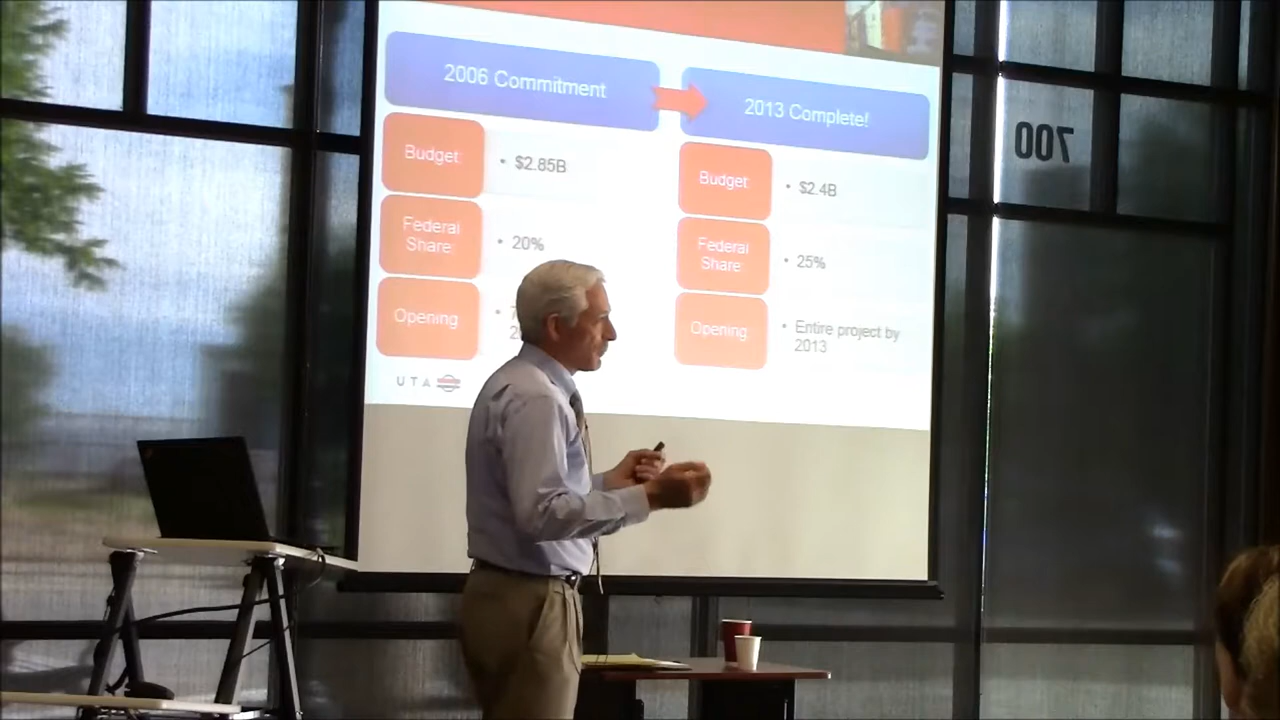 2006 Commitment
2013 Complete!
Budget
• $2.85B
Budget
• $2.4B
Federal
Share
• 20%
Federal
Share
• 25%
Opening
•
Opening
• Entire project by
2013
UTA
700